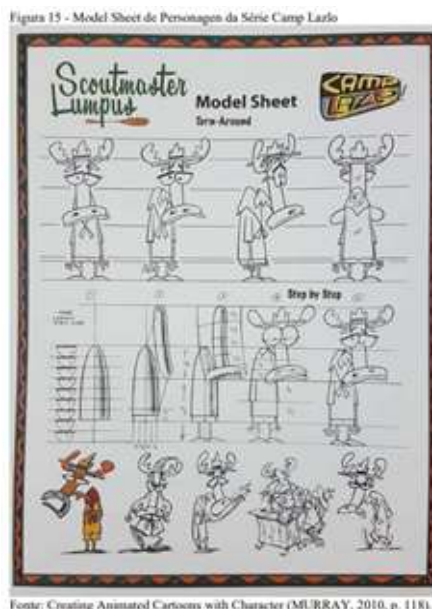 Figura 15 - Model Sheet de Personagen da Série Camp Lazlo
Scoutmaster
Lumpus
CAMP
LAZLO
Model Sheet
Turn-Around
Step by Step
Fonte: Creating Animated Cartoons with Character (MURRAY, 2010, p. 118).